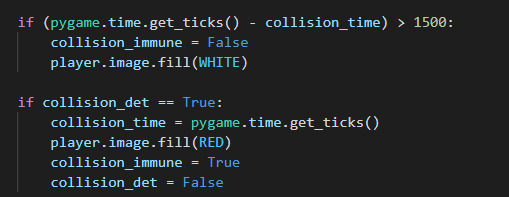 if (pygame.time.get_ticks() - collision_time) > 1500:
    collision_immune = False
    player.image.fill(WHITE)

if collision_det == True:
    collision_time = pygame.time.get_ticks()
    player.image.fill(RED)
    collision_immune = True
    collision_det = False